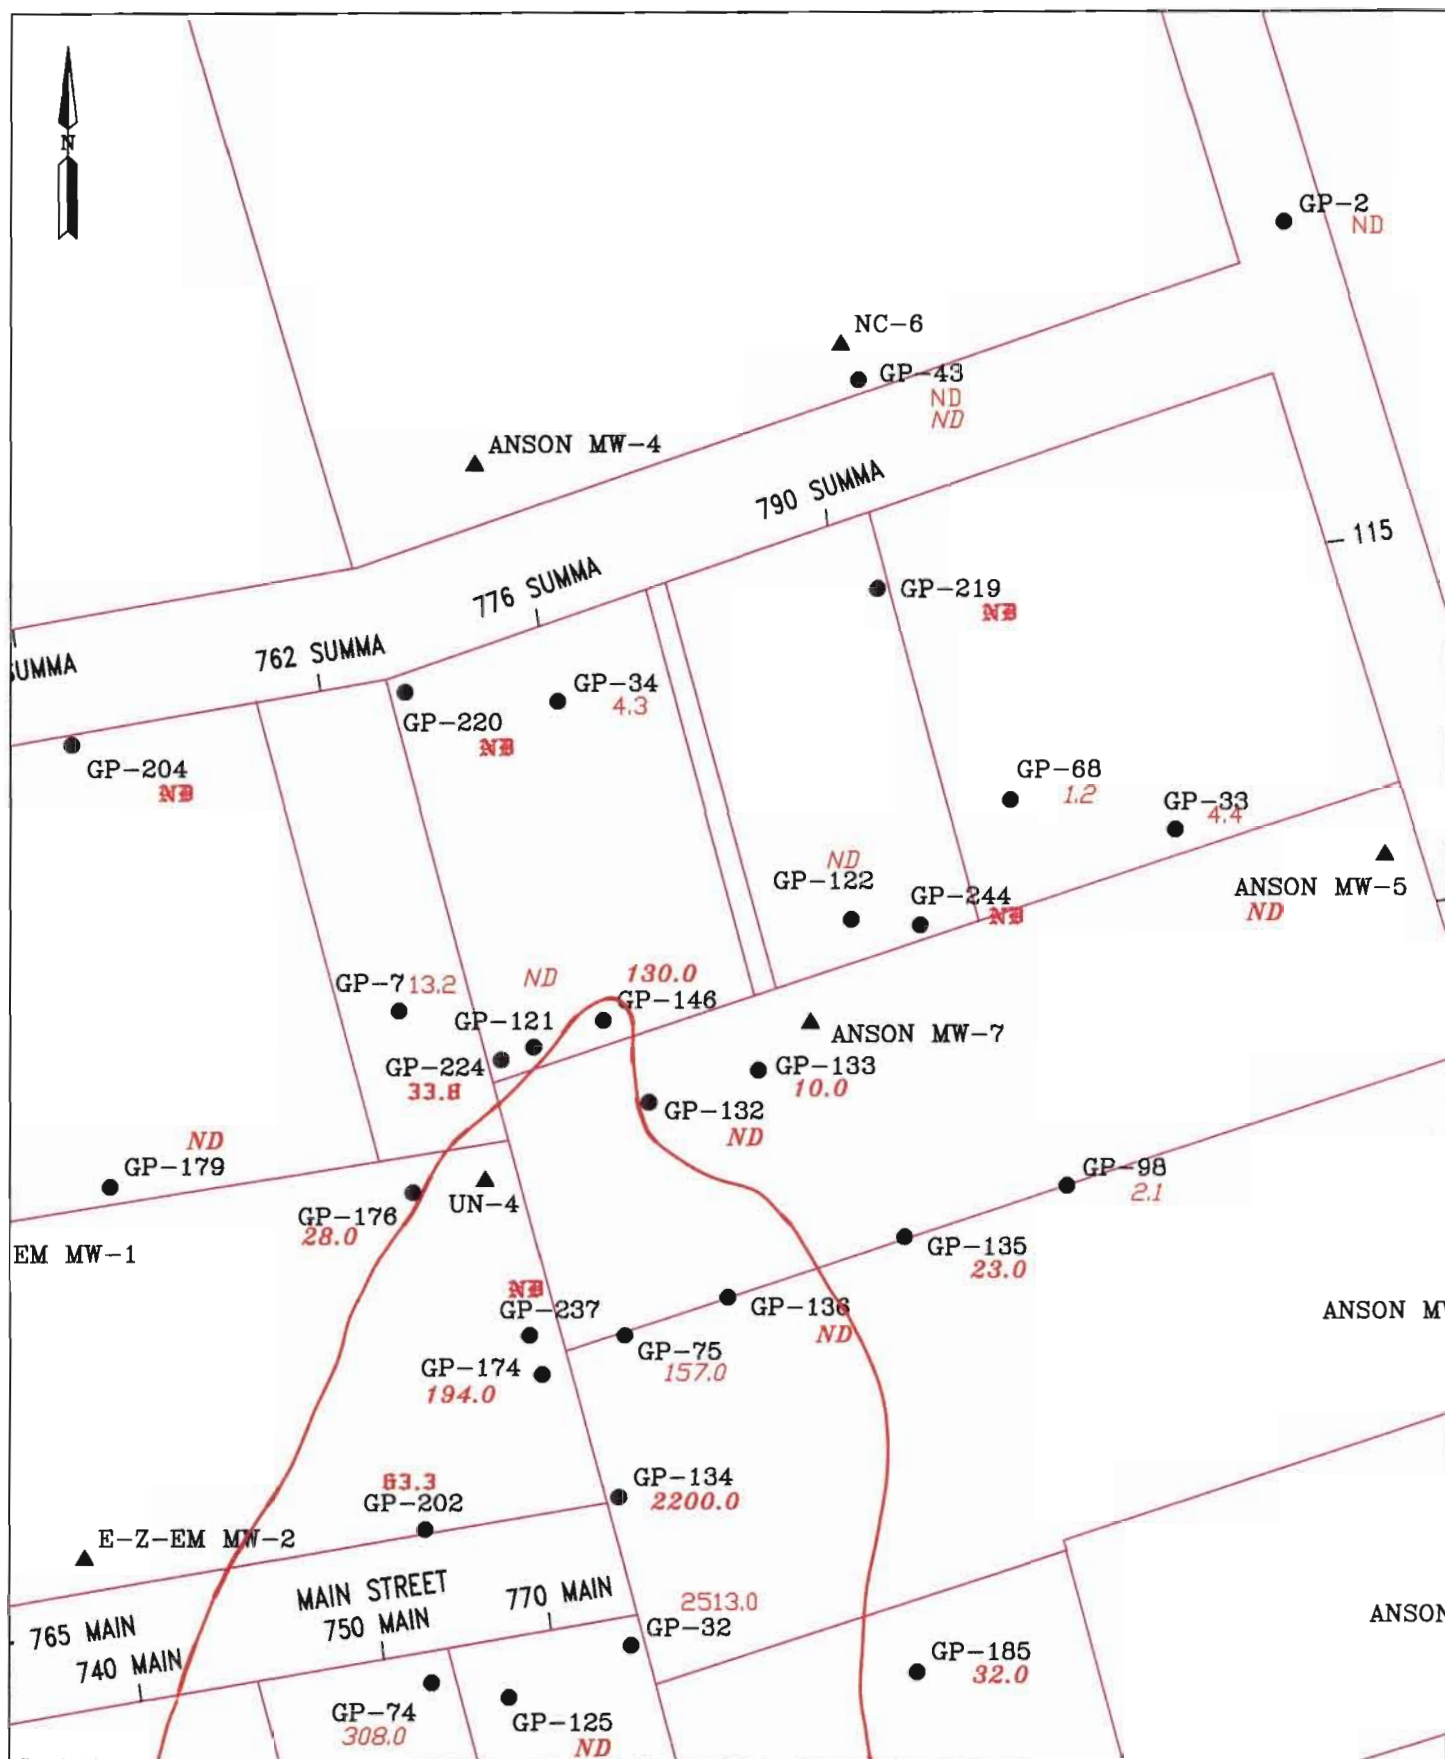 N
GP-2
ND
NC-6
GP-43
ND
ND
ANSON MW-4
790 SUMMA
115
776 SUMMA
GP-219
ND
762 SUMMA
SUMMA
GP-34
4.3
GP-220
ND
GP-204
ND
GP-68
1.2
GP-33
4.4
ND
GP-122
GP-244
ND
ANSON MW-5
ND
GP-7 13.2
ND
130.0
GP-146
GP-121
GP-224
33.8
ANSON MW-7
GP-133
10.0
GP-132
ND
ND
GP-179
GP-98
2.1
UN-4
GP-176
28.0
EM MW-1
GP-135
23.0
ND
GP-237
GP-136
ND
ANSON MW
GP-75
157.0
GP-174
194.0
63.3
GP-202
GP-134
2200.0
E-Z-EM MW-2
MAIN STREET
770 MAIN
2513.0
GP-32
ANSON
765 MAIN
750 MAIN
740 MAIN
GP-185
32.0
GP-74
308.0
GP-125
ND